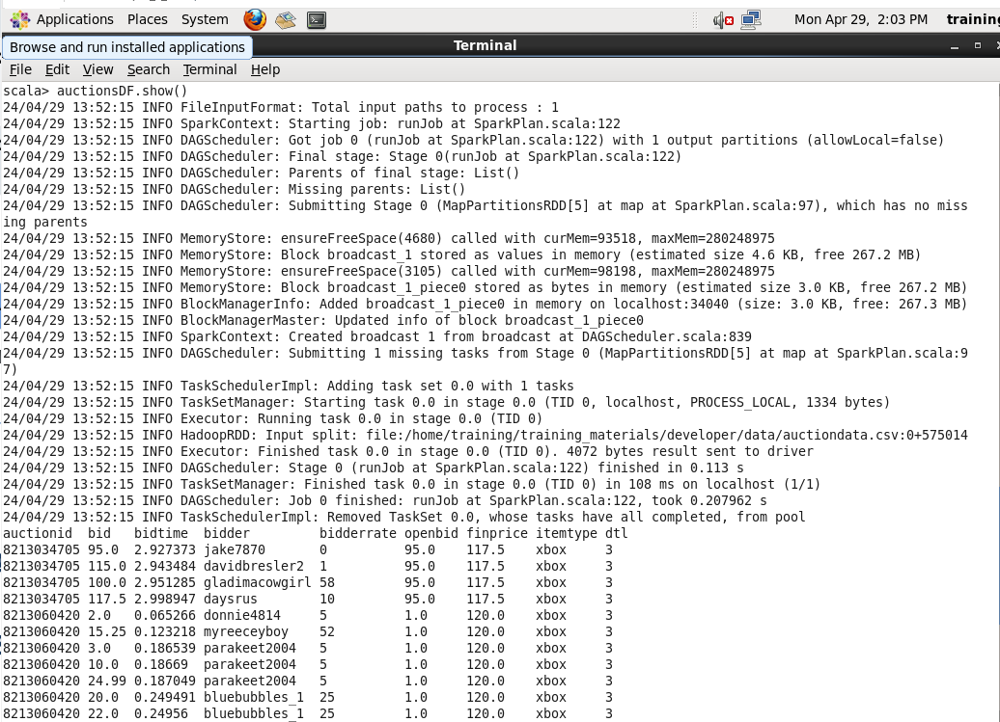 Applications Places System Mon Apr 29, 2:03 PM training
Browse and run installed applications
Terminal
File Edit View Search Terminal Help
scala> auctionsDF.show()
24/04/29 13:52:15 INFO FileInputFormat: Total input paths to process : 1
24/04/29 13:52:15 INFO SparkContext: Starting job: runJob at SparkPlan.scala:122
24/04/29 13:52:15 INFO DAGScheduler: Got job 0 (runJob at SparkPlan.scala:122) with 1 output partitions (allowLocal=false)
24/04/29 13:52:15 INFO DAGScheduler: Final stage: Stage 0(runJob at SparkPlan.scala:122)
24/04/29 13:52:15 INFO DAGScheduler: Parents of final stage: List()
24/04/29 13:52:15 INFO DAGScheduler: Missing parents: List()
24/04/29 13:52:15 INFO DAGScheduler: Submitting Stage 0 (MapPartitionsRDD[5] at map at SparkPlan.scala:97), which has no miss
ing parents
24/04/29 13:52:15 INFO MemoryStore: ensureFreeSpace(4680) called with curMem=93518, maxMem=280248975
24/04/29 13:52:15 INFO MemoryStore: Block broadcast_1 stored as values in memory (estimated size 4.6 KB, free 267.2 MB)
24/04/29 13:52:15 INFO MemoryStore: ensureFreeSpace(3105) called with curMem=98198, maxMem=280248975
24/04/29 13:52:15 INFO MemoryStore: Block broadcast_1_piece0 stored as bytes in memory (estimated size 3.0 KB, free 267.2 MB)
24/04/29 13:52:15 INFO BlockManagerInfo: Added broadcast_1_piece0 in memory on localhost:34040 (size: 3.0 KB, free: 267.3 MB)
24/04/29 13:52:15 INFO BlockManagerMaster: Updated info of block broadcast_1_piece0
24/04/29 13:52:15 INFO SparkContext: Created broadcast 1 from broadcast at DAGScheduler.scala:839
24/04/29 13:52:15 INFO DAGScheduler: Submitting 1 missing tasks from Stage 0 (MapPartitionsRDD[5] at map at SparkPlan.scala:9
7)
24/04/29 13:52:15 INFO TaskSchedulerImpl: Adding task set 0.0 with 1 tasks
24/04/29 13:52:15 INFO TaskSetManager: Starting task 0.0 in stage 0.0 (TID 0, localhost, PROCESS_LOCAL, 1334 bytes)
24/04/29 13:52:15 INFO Executor: Running task 0.0 in stage 0.0 (TID 0)
24/04/29 13:52:15 INFO HadoopRDD: Input split: file:/home/training/training_materials/developer/data/auctiondata.csv:0+575014
24/04/29 13:52:15 INFO Executor: Finished task 0.0 in stage 0.0 (TID 0). 4072 bytes result sent to driver
24/04/29 13:52:15 INFO DAGScheduler: Stage 0 (runJob at SparkPlan.scala:122) finished in 0.113 s
24/04/29 13:52:15 INFO TaskSetManager: Finished task 0.0 in stage 0.0 (TID 0) in 108 ms on localhost (1/1)
24/04/29 13:52:15 INFO DAGScheduler: Job 0 finished: runJob at SparkPlan.scala:122, took 0.207962 s
24/04/29 13:52:15 INFO TaskSchedulerImpl: Removed TaskSet 0.0, whose tasks have all completed, from pool
auctionid bid bidtime bidder bidderrate openbid finprice itemtype dtl
8213034705 95.0 2.927373 jake7870 0 95.0 117.5 xbox 3
8213034705 115.0 2.943484 davidbresler2 1 95.0 117.5 xbox 3
8213034705 100.0 2.951285 gladimacowgirl 58 95.0 117.5 xbox 3
8213034705 117.5 2.998947 daysrus 10 95.0 117.5 xbox 3
8213060420 2.0 0.065266 donnie4814 5 1.0 120.0 xbox 3
8213060420 15.25 0.123218 myreeceyboy 52 1.0 120.0 xbox 3
8213060420 3.0 0.186539 parakeet2004 5 1.0 120.0 xbox 3
8213060420 10.0 0.18669 parakeet2004 5 1.0 120.0 xbox 3
8213060420 24.99 0.187049 parakeet2004 5 1.0 120.0 xbox 3
8213060420 20.0 0.249491 bluebubbles_1 25 1.0 120.0 xbox 3
8213060420 22.0 0.24956 bluebubbles_1 25 1.0 120.0 xbox 3